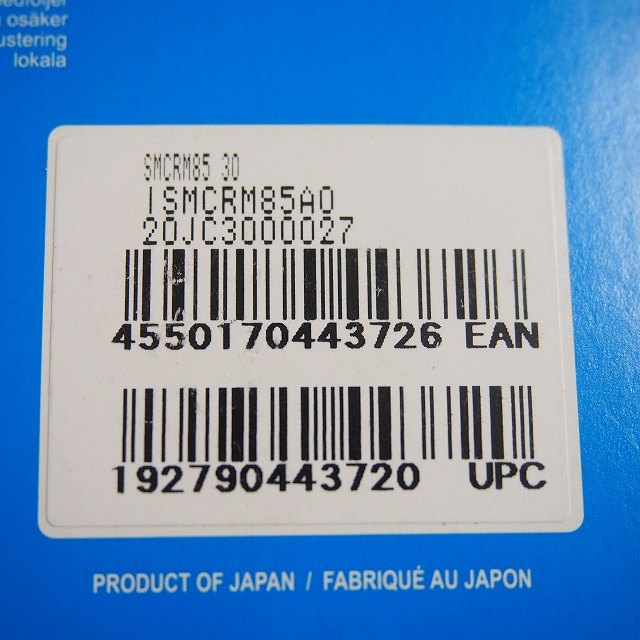 osäker
ustering
lokala
SMCRM85 30
ISMCRM85A0
20JC3000027
4550170443726 EAN
192790443720 UPC
PRODUCT OF JAPAN / FABRIQUÉ AU JAPON